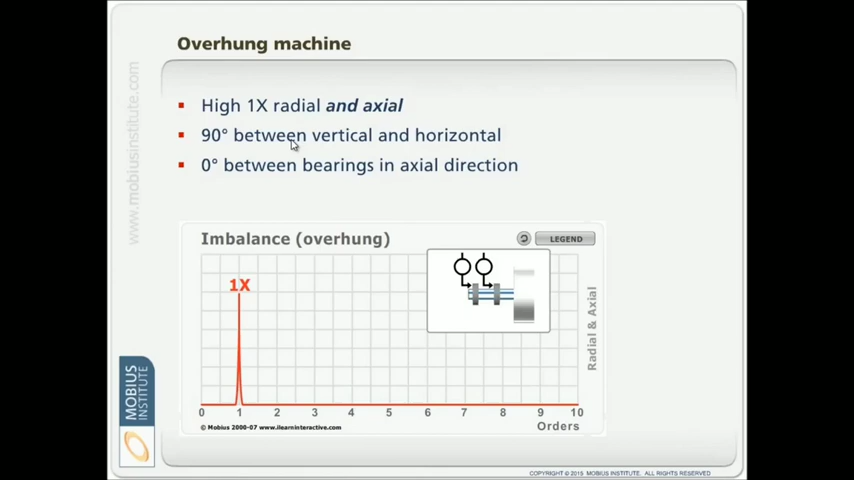 Overhung machine
High 1X radial and axial
90° between vertical and horizontal
0° between bearings in axial direction
www.mobiusinstitute.com
Imbalance (overhung)
LEGEND
1X
Radial & Axial
0 1 2 3 4 5 6 7 8 9 10
Orders
© Mobius 2000-07 www.ilearninteractive.com
MOBIUS
INSTITUTE
COPYRIGHT © 2015 MOBIUS INSTITUTE. ALL RIGHTS RESERVED